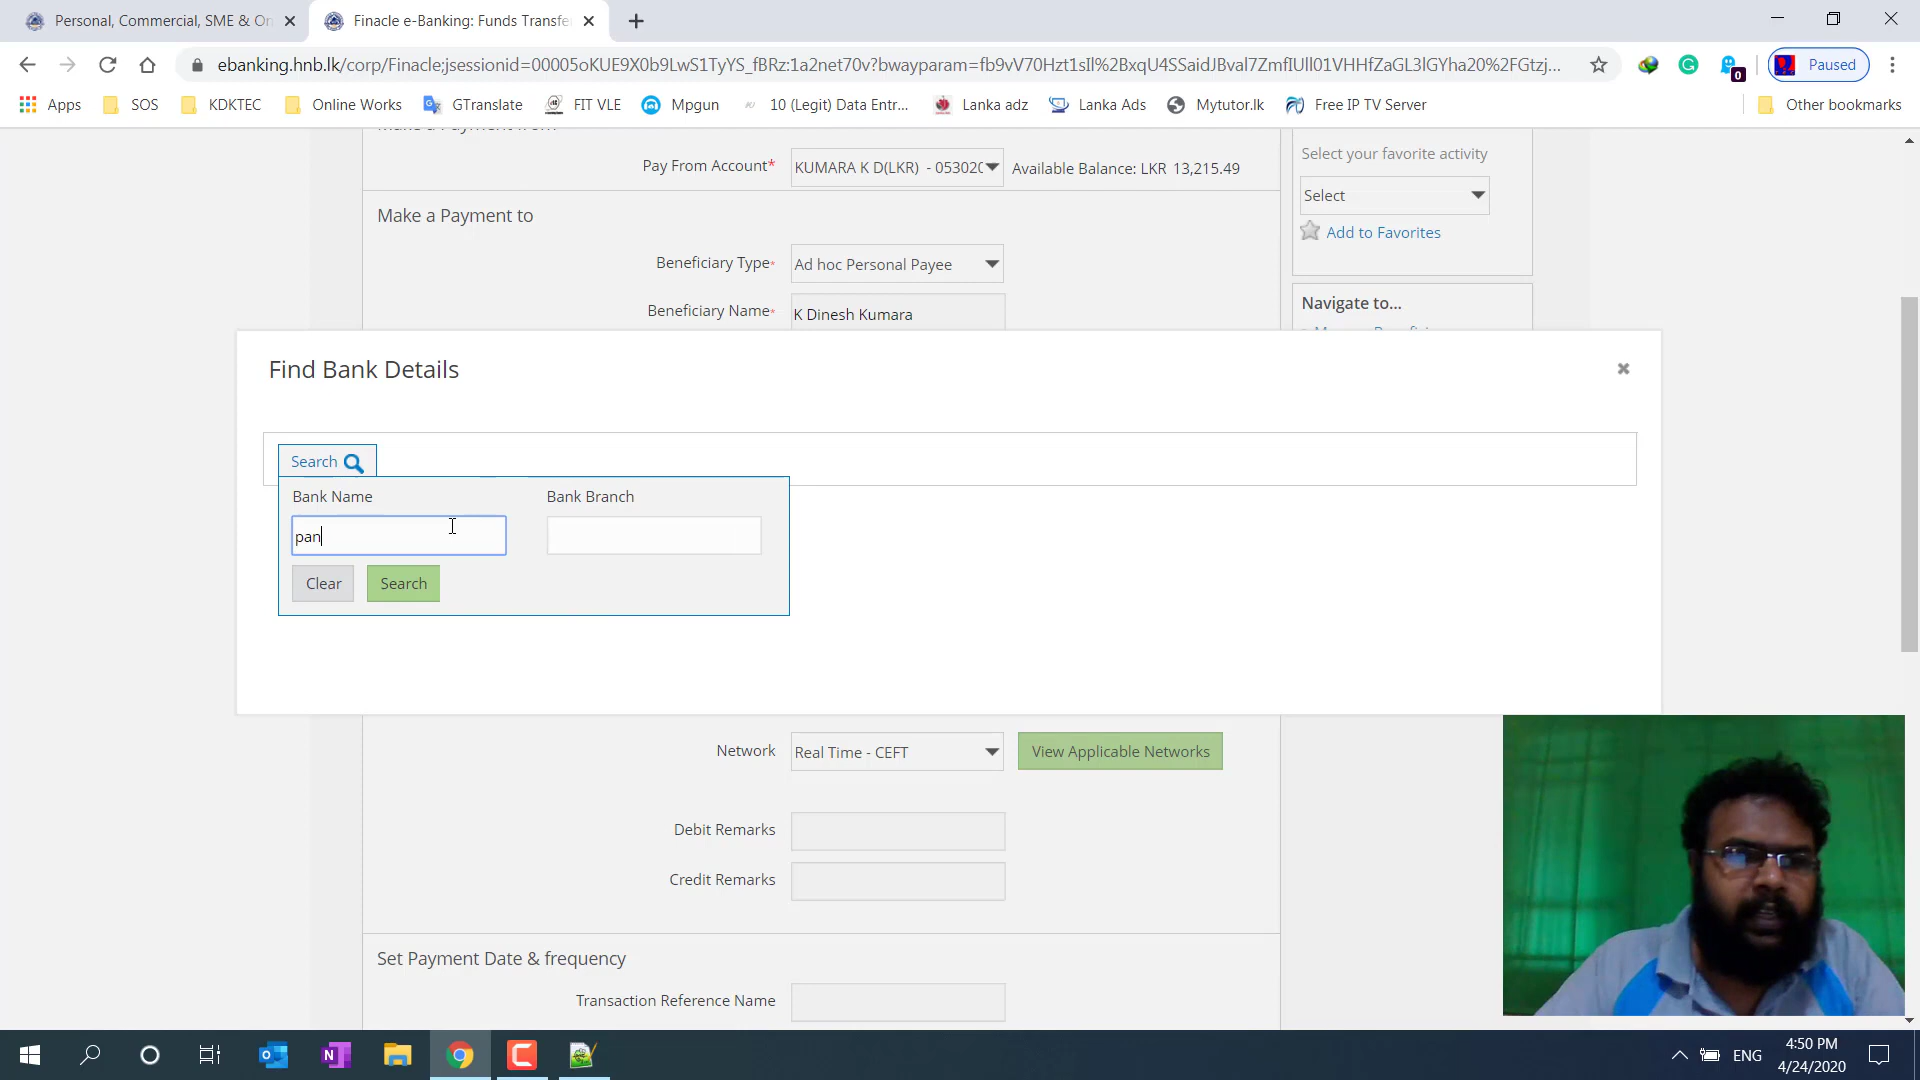 Personal, Commercial, SME & On
Finacle e-Banking: Funds Transfe
ebanking.hnb.lk/corp/Finacle;jsessionid=00005oKUE9X0b9LwS1TyYS_fBRz:1a2net70v?bwayparam=fb9vV70Hzt1sIl%2BxqU4SSaidJBval7ZmfIUll01VHHfZaGL3lGYha20%2FGtzj...
0
Paused
Apps
SOS
KDKTEC
Online Works
GTranslate
FIT VLE
Mpgun
10 (Legit) Data Entr...
Lanka adz
Lanka Ads
Mytutor.lk
Free IP TV Server
Other bookmarks
Pay From Account*
KUMARA K D(LKR) - 05302
Available Balance: LKR 13,215.49
Make a Payment to
Beneficiary Type*
Ad hoc Personal Payee
Beneficiary Name*
K Dinesh Kumara
Select your favorite activity
Select
Add to Favorites
Navigate to...
Find Bank Details
Search
Bank Name
Bank Branch
pan
Clear
Search
Network
Real Time - CEFT
View Applicable Networks
Debit Remarks
Credit Remarks
Set Payment Date & frequency
Transaction Reference Name
ENG
4:50 PM
4/24/2020